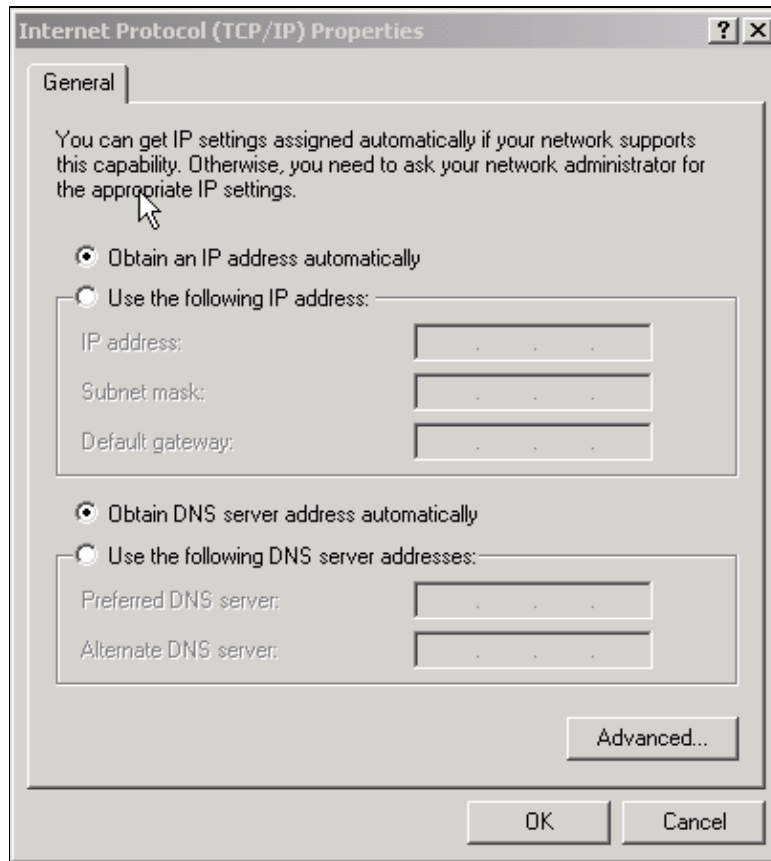 Internet Protocol (TCP/IP) Properties
General
You can get IP settings assigned automatically if your network supports
this capability. Otherwise, you need to ask your network administrator for
the appropriate IP settings.
Obtain an IP address automatically
Use the following IP address:
IP address:
Subnet mask:
Default gateway:
Obtain DNS server address automatically
Use the following DNS server addresses:
Preferred DNS server:
Alternate DNS server:
Advanced...
OK
Cancel